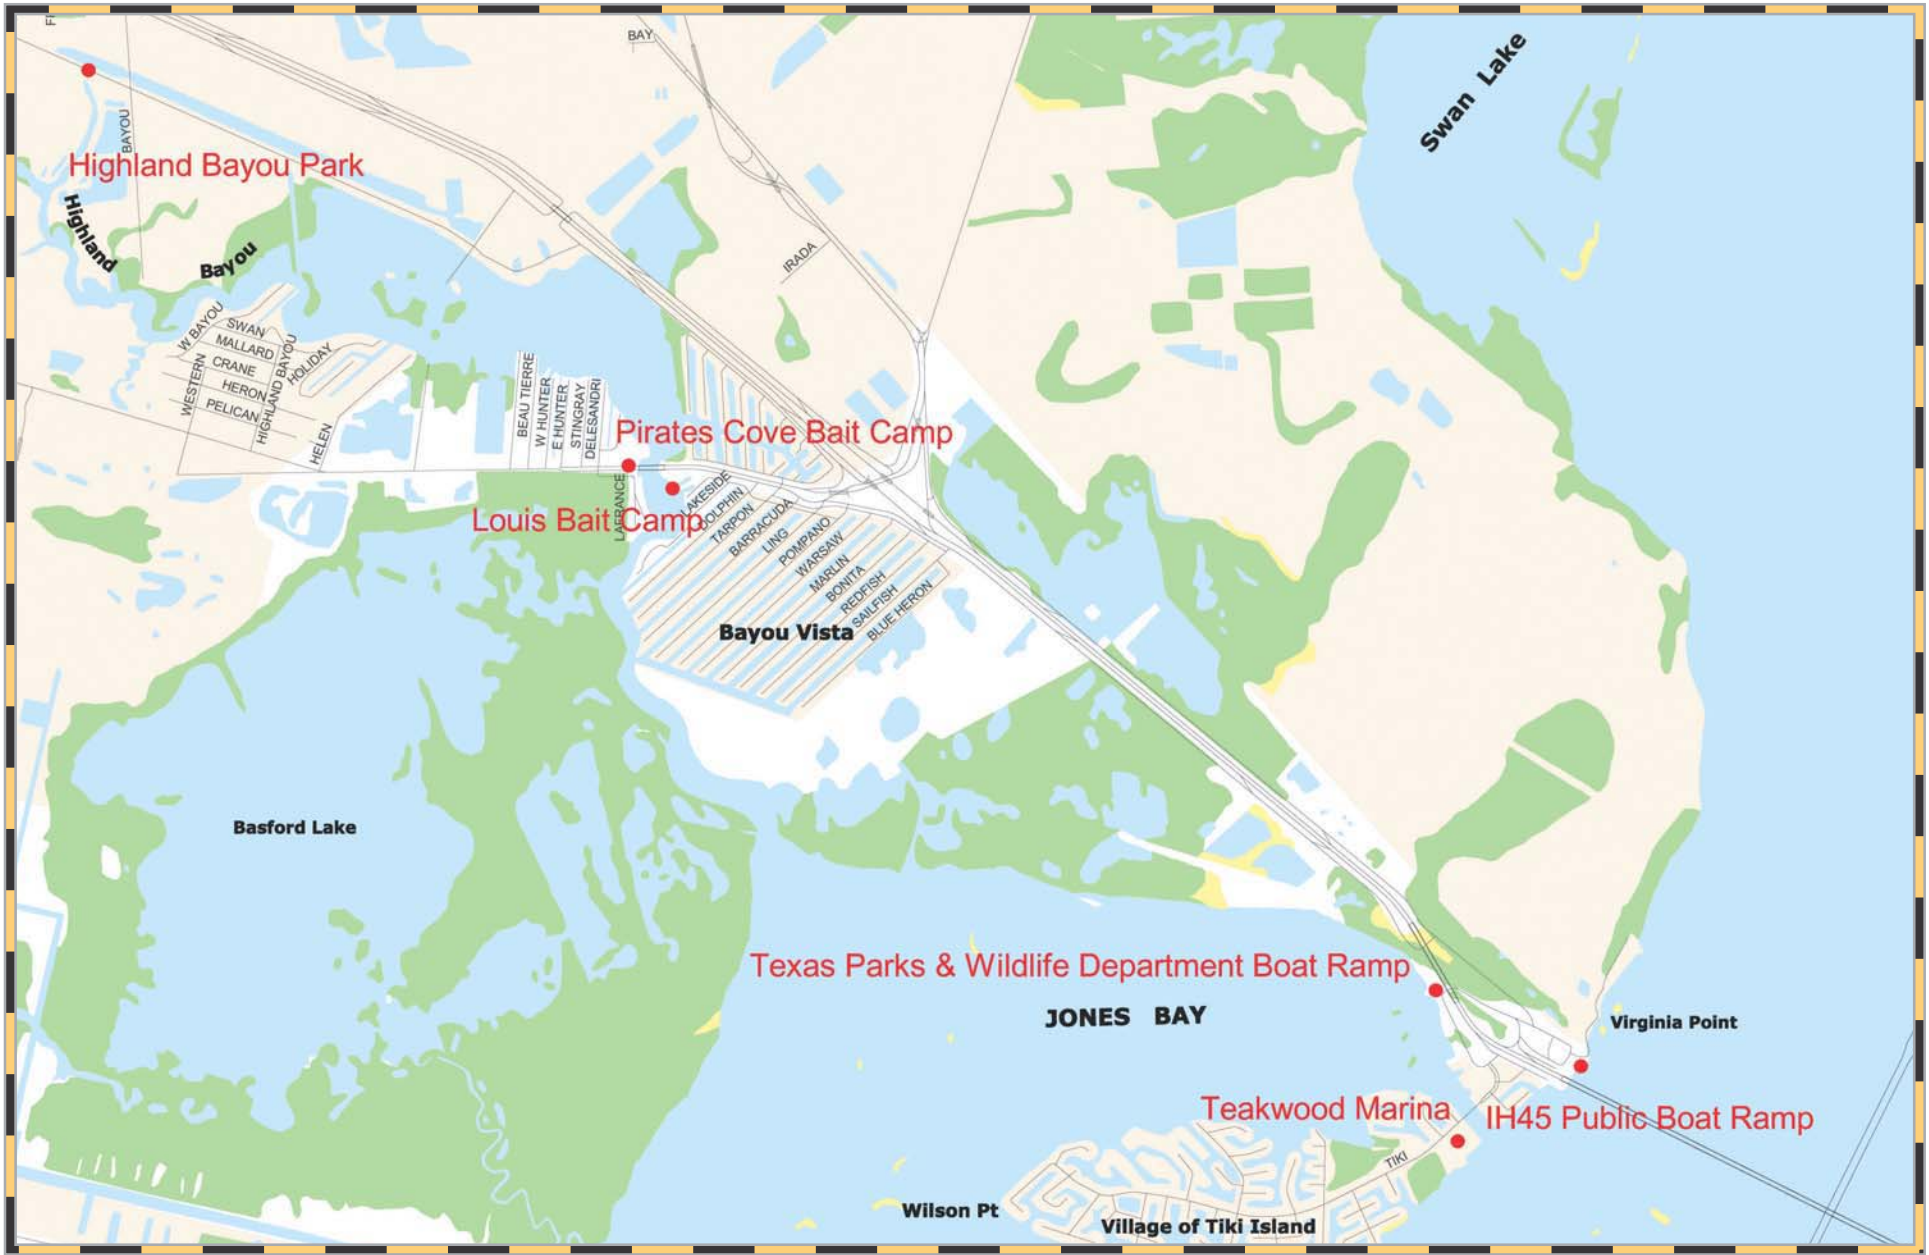 BAY
Swan Lake
BAYOU
Highland Bayou Park
Highland
Bayou
IRADA
W BAYOU
SWAN
MALLARD
CRANE
HERON
PELICAN
WESTERN
HIGHLAND BAYOU
HOLIDAY
HELEN
BEAU TIERRE
W HUNTER
E HUNTER
STINGRAY
DELESANDRI
Pirates Cove Bait Camp
Louis Bait Camp
LAFRANCE
LAKESIDE
DOLPHIN
TARPON
BARRACUDA
LING
POMPANO
WARSAW
MARLIN
BONITA
REDFISH
SAILFISH
BLUE HERON
Bayou Vista
Basford Lake
Texas Parks & Wildlife Department Boat Ramp
JONES BAY
Virginia Point
Teakwood Marina
IH45 Public Boat Ramp
TIKI
Wilson Pt
Village of Tiki Island